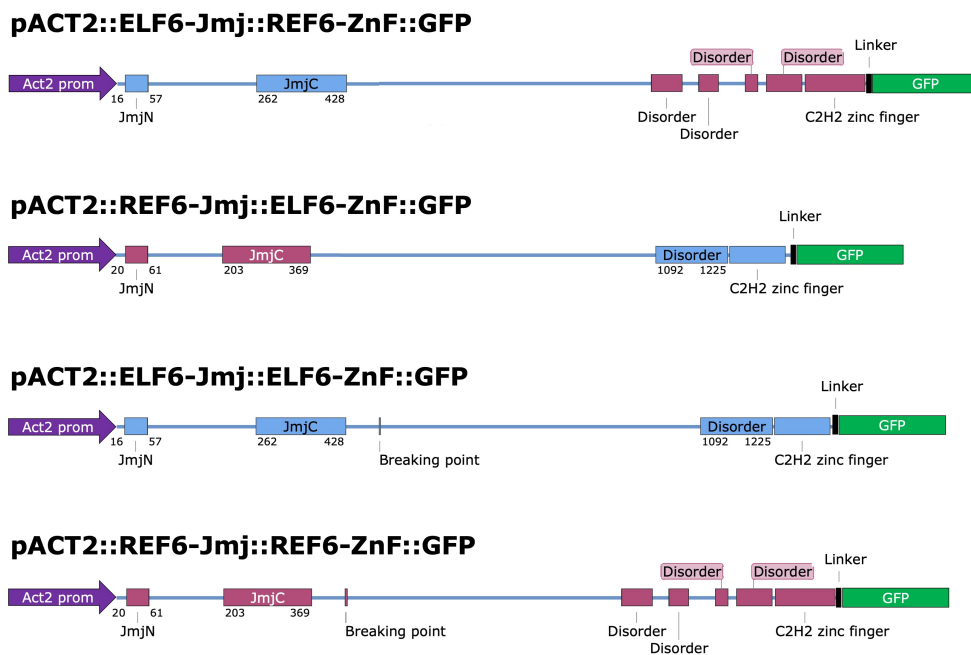 pACT2::ELF6-Jmj::REF6-ZnF::GFP
Linker
Disorder Disorder
Act2 prom JmjC GFP
16 57 262 428
JmjN Disorder C2H2 zinc finger
Disorder
pACT2::REF6-Jmj::ELF6-ZnF::GFP
Linker
Act2 prom JmjC Disorder GFP
20 61 203 369 1092 1225
JmjN C2H2 zinc finger
pACT2::ELF6-Jmj::ELF6-ZnF::GFP
Linker
Act2 prom JmjC Disorder GFP
16 57 262 428 1092 1225
JmjN Breaking point C2H2 zinc finger
pACT2::REF6-Jmj::REF6-ZnF::GFP
Linker
Disorder Disorder
Act2 prom JmjC GFP
20 61 203 369
JmjN Breaking point Disorder C2H2 zinc finger
Disorder